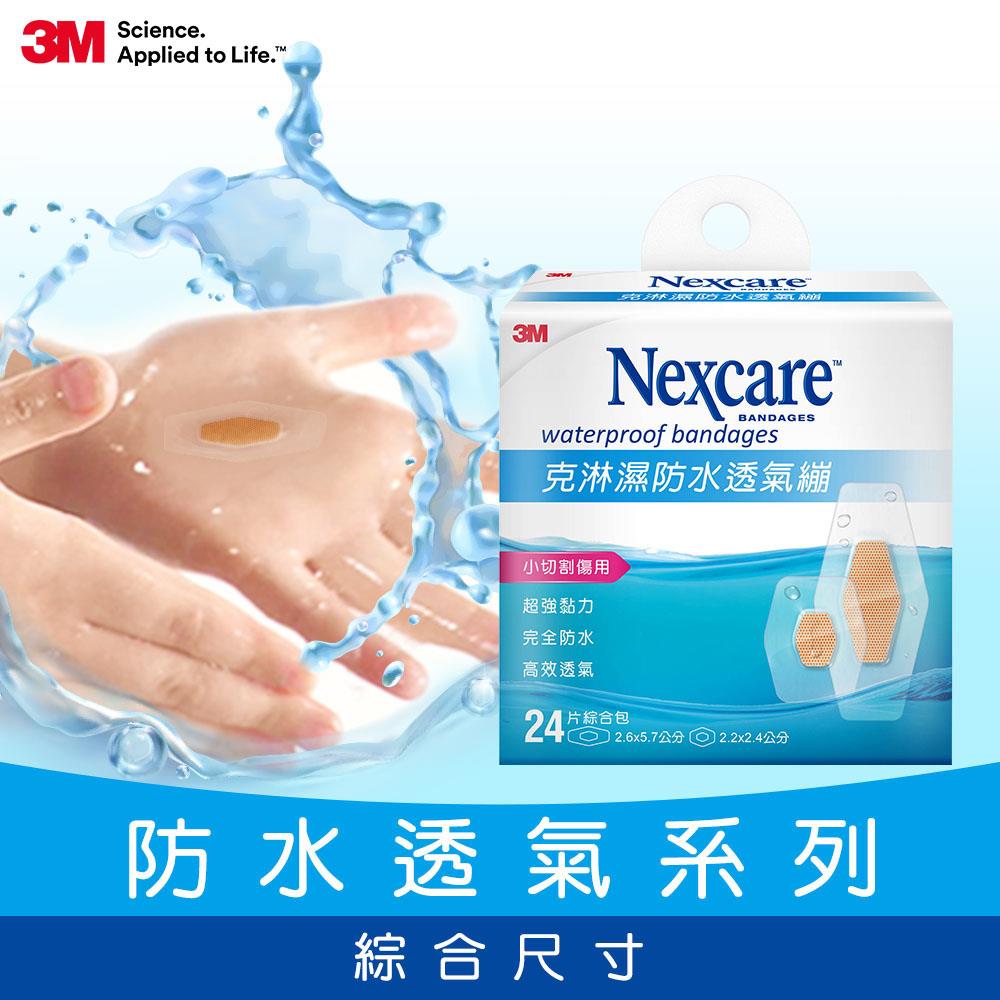 3M Science.
Applied to Life.™
3M
Nexcare
BANDAGES
克淋濕防水透氣繃
3M
Nexcare™
BANDAGES
waterproof bandages
克淋濕防水透氣繃
小切割傷用
超強黏力
完全防水
高效透氣
24片綜合包
2.6x5.7公分 2.2x2.4公分
防水透氣系列
綜合尺寸